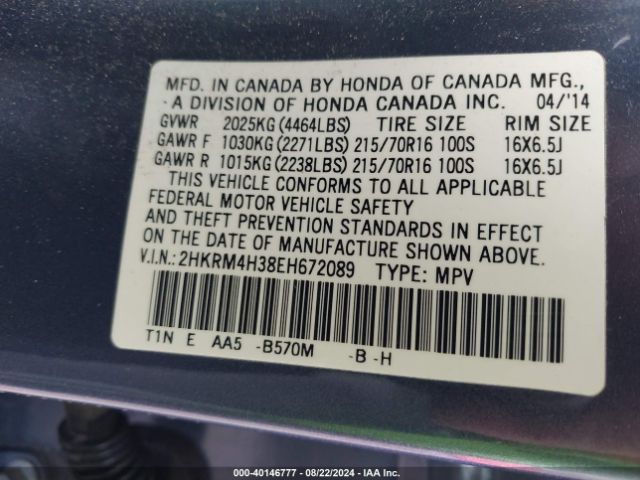 MFD. IN CANADA BY HONDA OF CANADA MFG.,
A DIVISION OF HONDA CANADA INC. 04/'14
GVWR 2025KG (4464LBS) TIRE SIZE RIM SIZE
GAWR F 1030KG (2271LBS) 215/70R16 100S 16X6.5J
GAWR R 1015KG (2238LBS) 215/70R16 100S 16X6.5J
THIS VEHICLE CONFORMS TO ALL APPLICABLE
FEDERAL MOTOR VEHICLE SAFETY
AND THEFT PREVENTION STANDARDS IN EFFECT
ON THE DATE OF MANUFACTURE SHOWN ABOVE.
V.I.N.: 2HKRM4H38EH672089 TYPE: MPV
T1N E AA5 -B570M -B -H
000-40146777 - 08/22/2024 - IAA Inc.